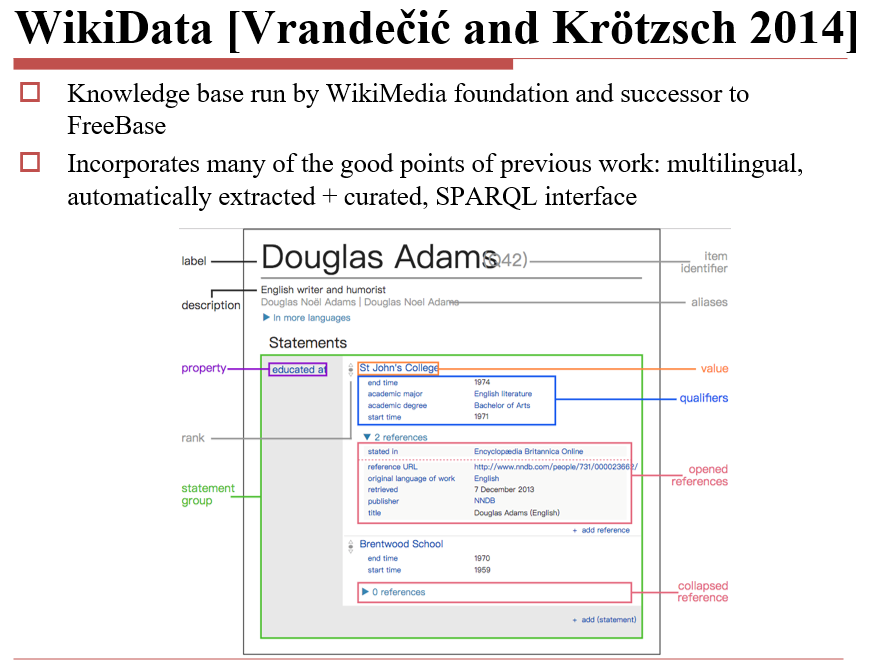 WikiData [Vrandečić and Krötzsch 2014]
Knowledge base run by WikiMedia foundation and successor to
FreeBase
Incorporates many of the good points of previous work: multilingual,
automatically extracted + curated, SPARQL interface
label
Douglas Adams (Q42)
Item
identifier
description
English writer and humorist
Douglas Noël Adams | Douglas Noel Adams
aliases
In more languages
Statements
property
educated at
St John's College
value
end time 1974
academic major English literature
academic degree Bachelor of Arts
start time 1971
qualifiers
rank
2 references
stated in Encyclopædia Britannica Online
reference URL http://www.nndb.com/people/731/000023662/
original language of work English
retrieved 7 December 2013
publisher NNDB
title Douglas Adams (English)
opened
references
statement
group
+ add reference
Brentwood School
end time 1970
start time 1959
0 references
collapsed
reference
+ add (statement)